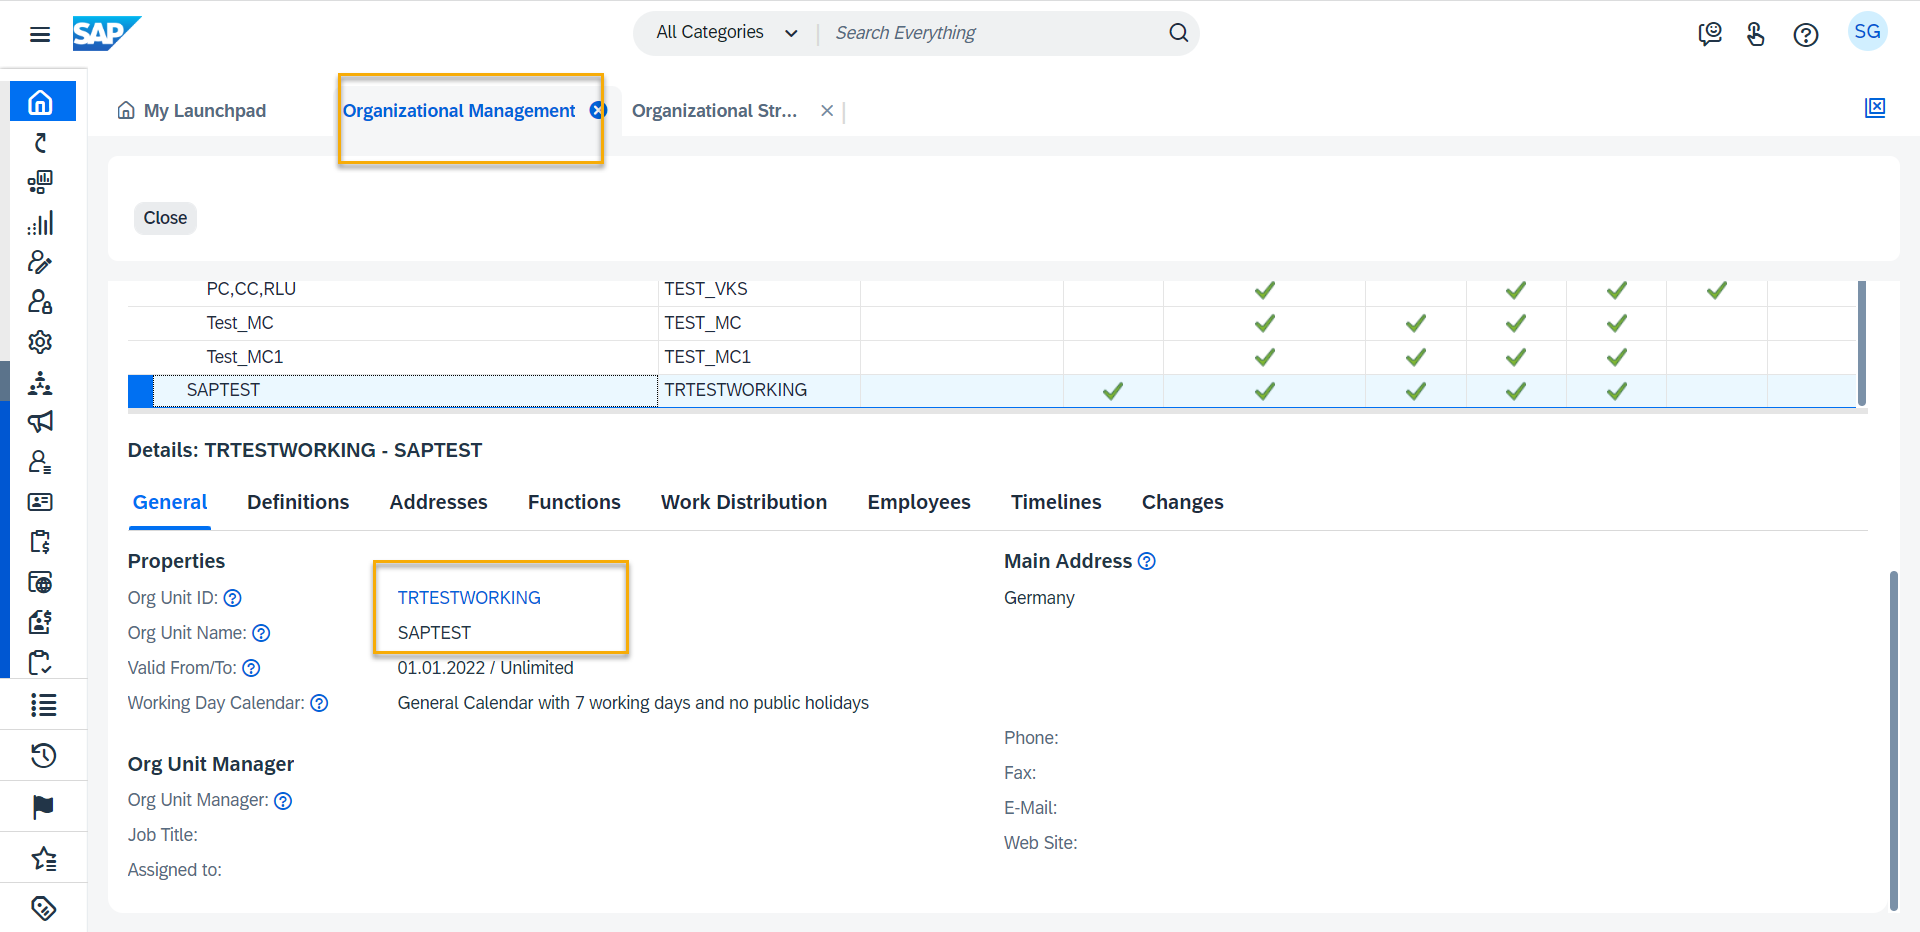 SAP
All Categories
Search Everything
SG
My Launchpad
Organizational Management
Organizational Str...
Close
PC,CC,RLU TEST_VKS
Test_MC TEST_MC
Test_MC1 TEST_MC1
SAPTEST TRTESTWORKING
Details: TRTESTWORKING - SAPTEST
General Definitions Addresses Functions Work Distribution Employees Timelines Changes
Properties
Org Unit ID: TRTESTWORKING
Org Unit Name: SAPTEST
Valid From/To: 01.01.2022 / Unlimited
Working Day Calendar: General Calendar with 7 working days and no public holidays
Org Unit Manager
Org Unit Manager:
Job Title:
Assigned to:
Main Address
Germany
Phone:
Fax:
E-Mail:
Web Site: